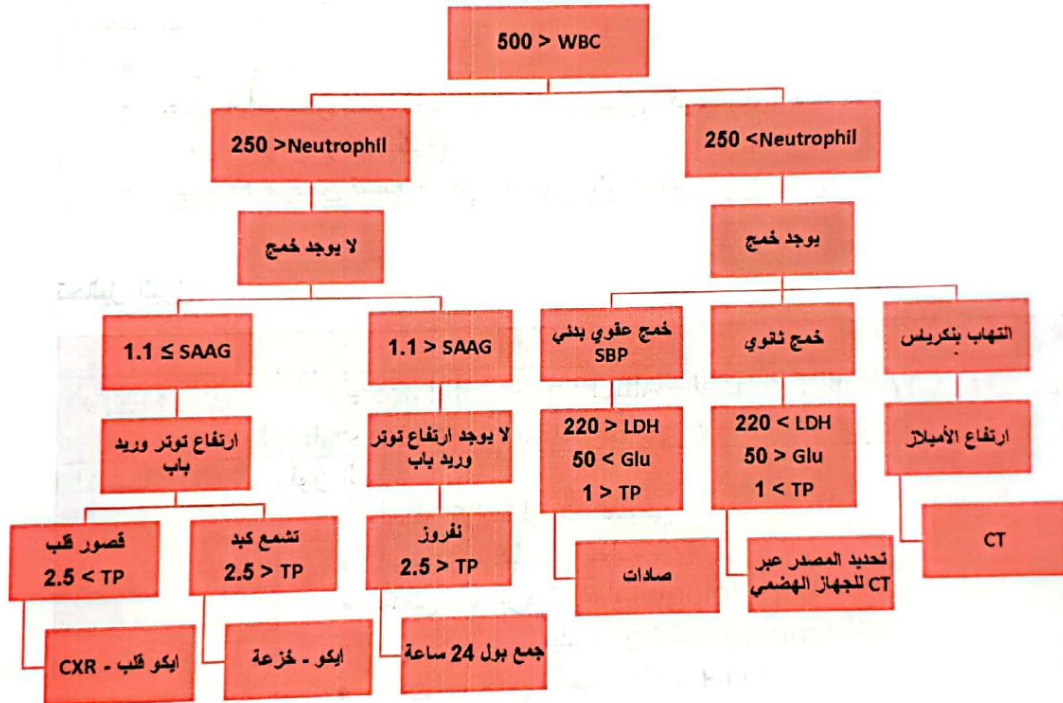 500 > WBC
250 < Neutrophil
250 > Neutrophil
يوجد خمج
لا يوجد خمج
التهاب بنكرياس
خمج ثانوي
خمج عفوي بدئي
SBP
1.1 > SAAG
1.1 ≤ SAAG
ارتفاع الأميلاز
220 < LDH
50 > Glu
1 < TP
220 > LDH
50 < Glu
1 > TP
لا يوجد ارتفاع توتر
وريد باب
ارتفاع توتر وريد
باب
CT
تحديد المصدر عبر
CT للجهاز الهضمي
صادات
نفروز
2.5 > TP
تشمع كبد
2.5 > TP
قصور قلب
2.5 < TP
جمع بول 24 ساعة
ايكو - خزعة
ايكو قلب - CXR